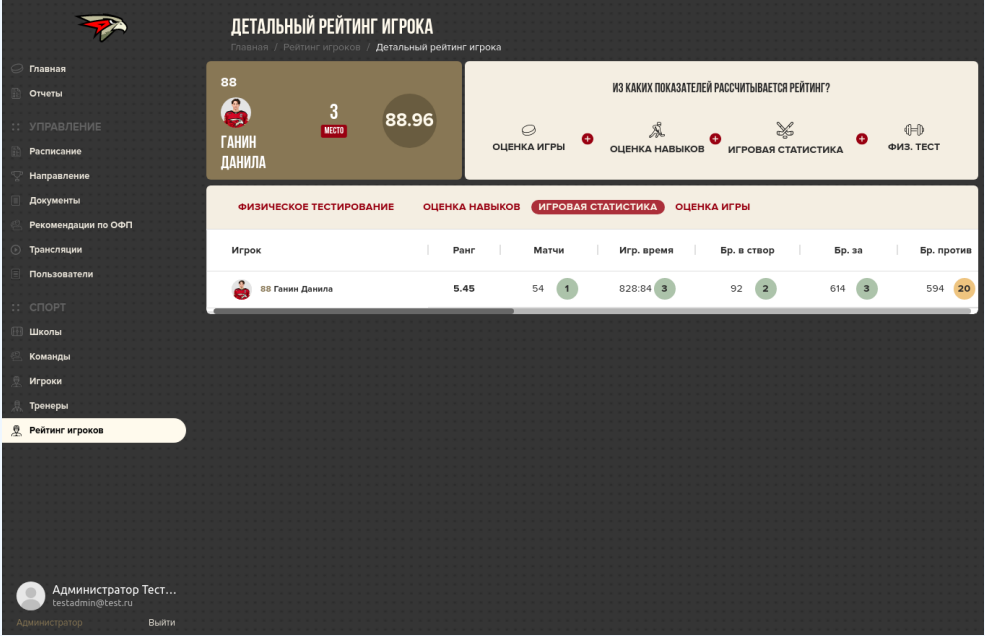 ДЕТАЛЬНЫЙ РЕЙТИНГ ИГРОКА
Главная / Рейтинг игроков / Детальный рейтинг игрока
Главная
Отчеты
УПРАВЛЕНИЕ
Расписание
Направление
Документы
Рекомендации по ОФП
Трансляции
Пользователи
СПОРТ
Школы
Команды
Игроки
Тренеры
Рейтинг игроков
Администратор Тест...
testadmin@test.ru
Администратор Выйти
88
ГАНИН
ДАНИЛА
3
МЕСТО
88.96
ИЗ КАКИХ ПОКАЗАТЕЛЕЙ РАССЧИТЫВАЕТСЯ РЕЙТИНГ?
ОЦЕНКА ИГРЫ + ОЦЕНКА НАВЫКОВ + ИГРОВАЯ СТАТИСТИКА + ФИЗ. ТЕСТ
ФИЗИЧЕСКОЕ ТЕСТИРОВАНИЕ ОЦЕНКА НАВЫКОВ ИГРОВАЯ СТАТИСТИКА ОЦЕНКА ИГРЫ
Игрок Ранг Матчи Игр. время Бр. в створ Бр. за Бр. против
88 Ганин Данила 5.45 54 1 828:84 3 92 2 614 3 594 20